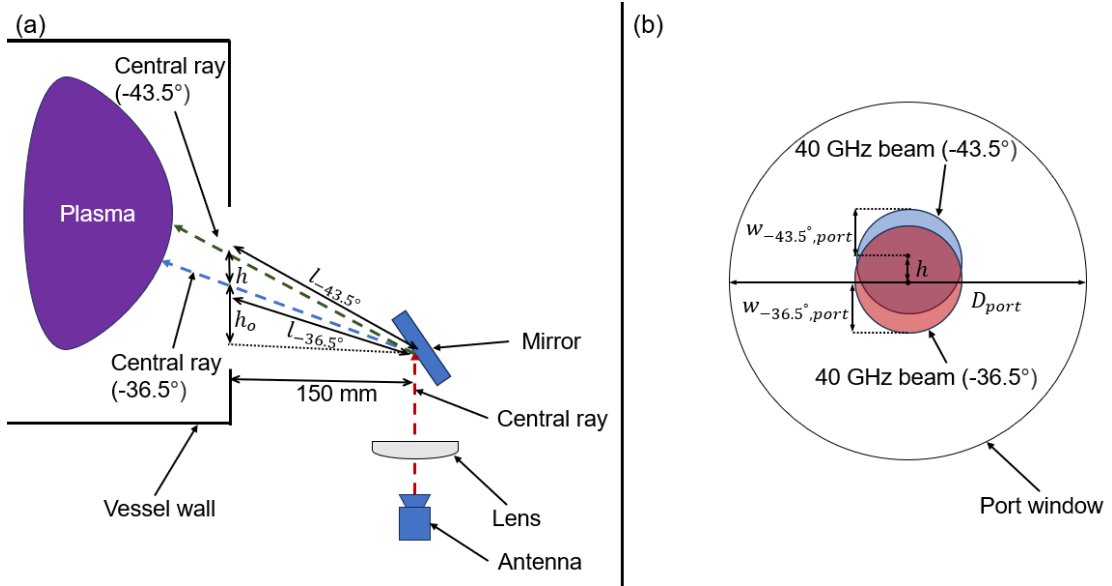 (a)
Central ray
(-43.5°)
Plasma
h
l₋₄₃.₅°
hₒ
l₋₃₆.₅°
Mirror
Central ray
(-36.5°)
150 mm
Central ray
Vessel wall
Lens
Antenna
(b)
40 GHz beam (-43.5°)
w₋₄₃.₅°,port
h
w₋₃₆.₅°,port
D_port
40 GHz beam (-36.5°)
Port window